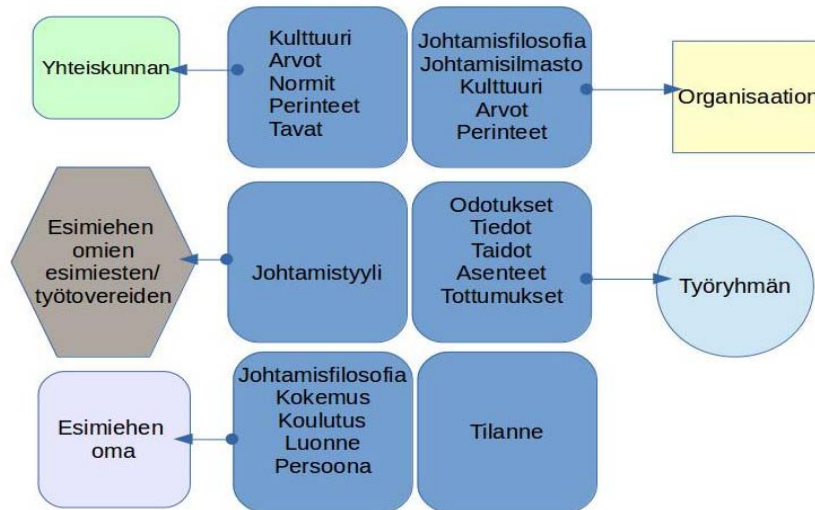 Yhteiskunnan
Kulttuuri
Arvot
Normit
Perinteet
Tavat
Johtamisfilosofia
Johtamisilmasto
Kulttuuri
Arvot
Perinteet
Organisaation
Esimiehen
omien
esimiesten/
työtovereiden
Johtamistyyli
Odotukset
Tiedot
Taidot
Asenteet
Tottumukset
Työryhmän
Esimiehen
oma
Johtamisfilosofia
Kokemus
Koulutus
Luonne
Persoona
Tilanne